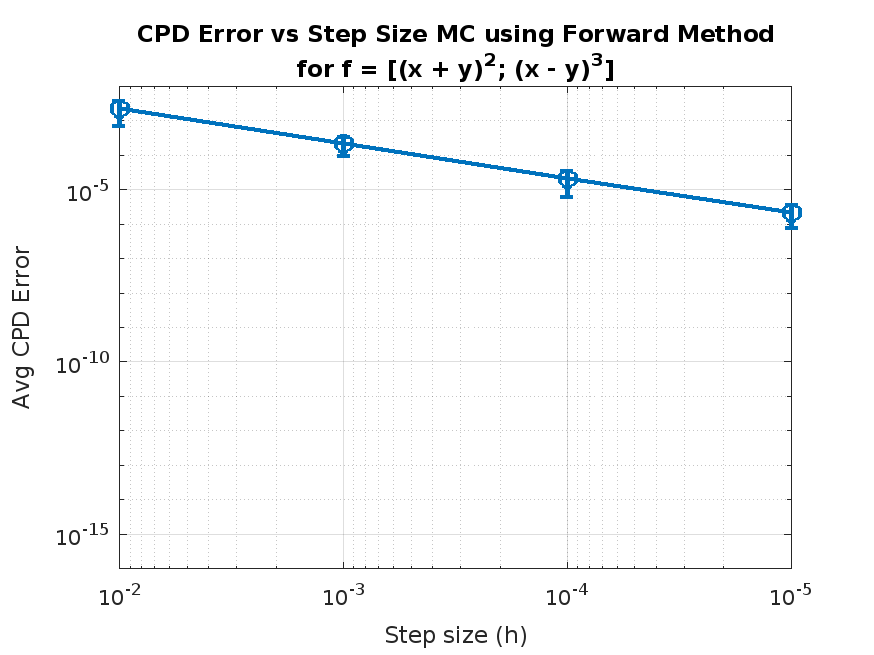 CPD Error vs Step Size MC using Forward Method
for f = [(x + y)^2; (x - y)^3]
Avg CPD Error
10^-5
10^-10
10^-15
10^-2 10^-3 10^-4 10^-5
Step size (h)